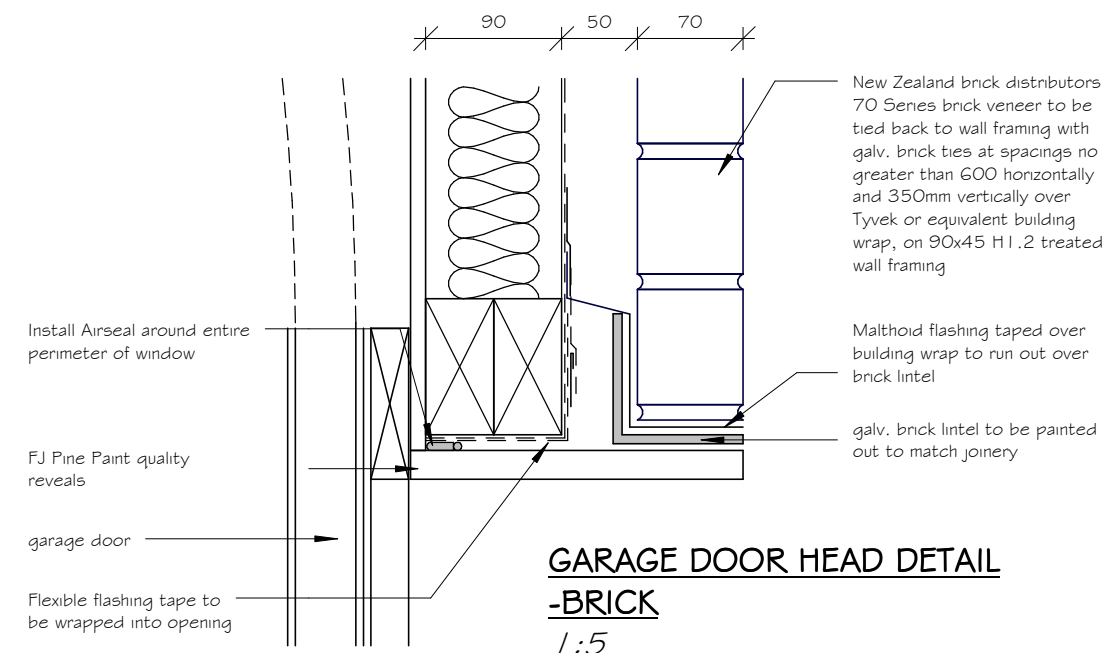 90
50
70
New Zealand brick distributors
70 Series brick veneer to be
tied back to wall framing with
galv. brick ties at spacings no
greater than 600 horizontally
and 350mm vertically over
Tyvek or equivalent building
wrap, on 90x45 H1.2 treated
wall framing
Install Airseal around entire
perimeter of window
Malthoid flashing taped over
building wrap to run out over
brick lintel
galv. brick lintel to be painted
out to match joinery
FJ Pine Paint quality
reveals
garage door
Flexible flashing tape to
be wrapped into opening
GARAGE DOOR HEAD DETAIL
-BRICK
1:5